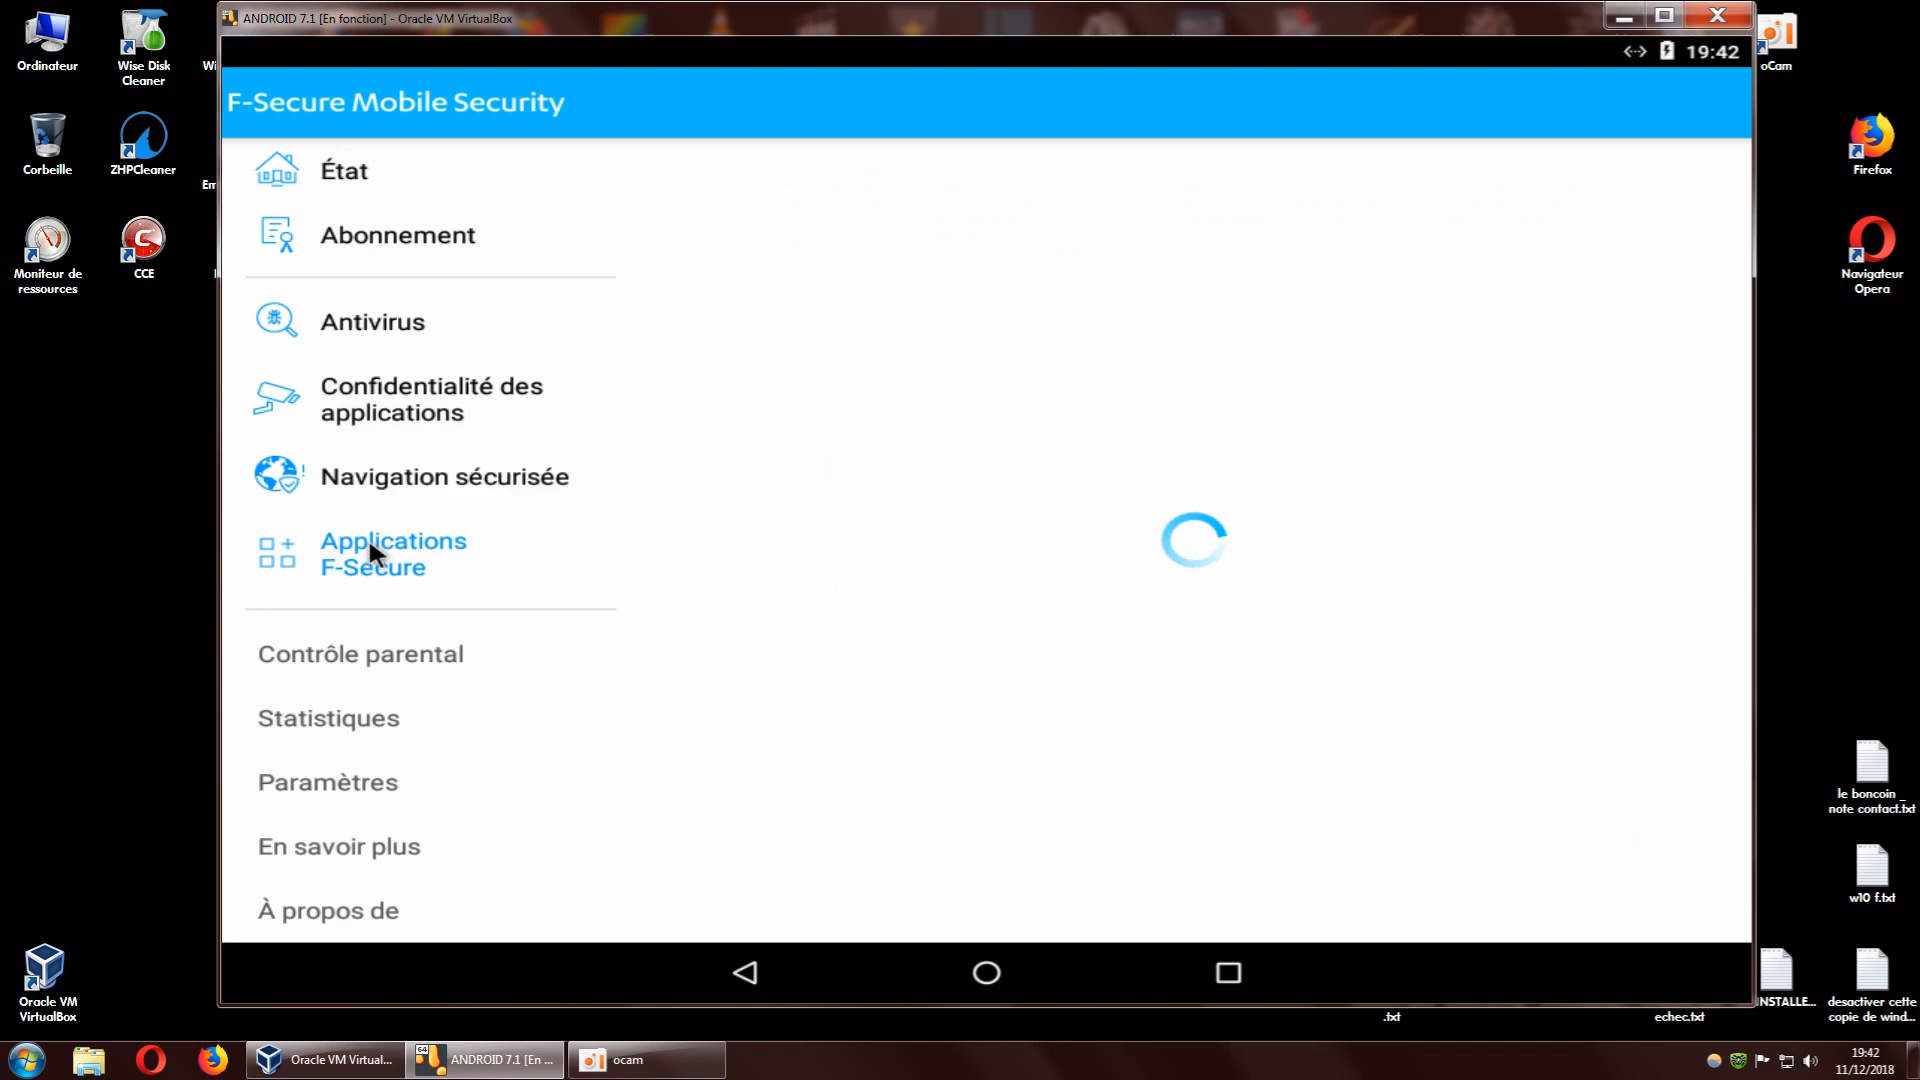 ANDROID 7.1 [En fonction] - Oracle VM VirtualBox
19:42
F-Secure Mobile Security
État
Abonnement
Antivirus
Confidentialité des
applications
Navigation sécurisée
Applications
F-Secure
Contrôle parental
Statistiques
Paramètres
En savoir plus
À propos de
Ordinateur
Wise Disk
Cleaner
Wi
Corbeille
ZHPCleaner
Em
Moniteur de
ressources
CCE
Oracle VM
VirtualBox
oCam
Firefox
Navigateur
Opera
le boncoin _
note contact.txt
w10 f.txt
NSTALLE...
desactiver cette
copie de wind...
.txt
echec.txt
Oracle VM Virtual...
64
ANDROID 7.1 [En ...
ocam
19:42
11/12/2018